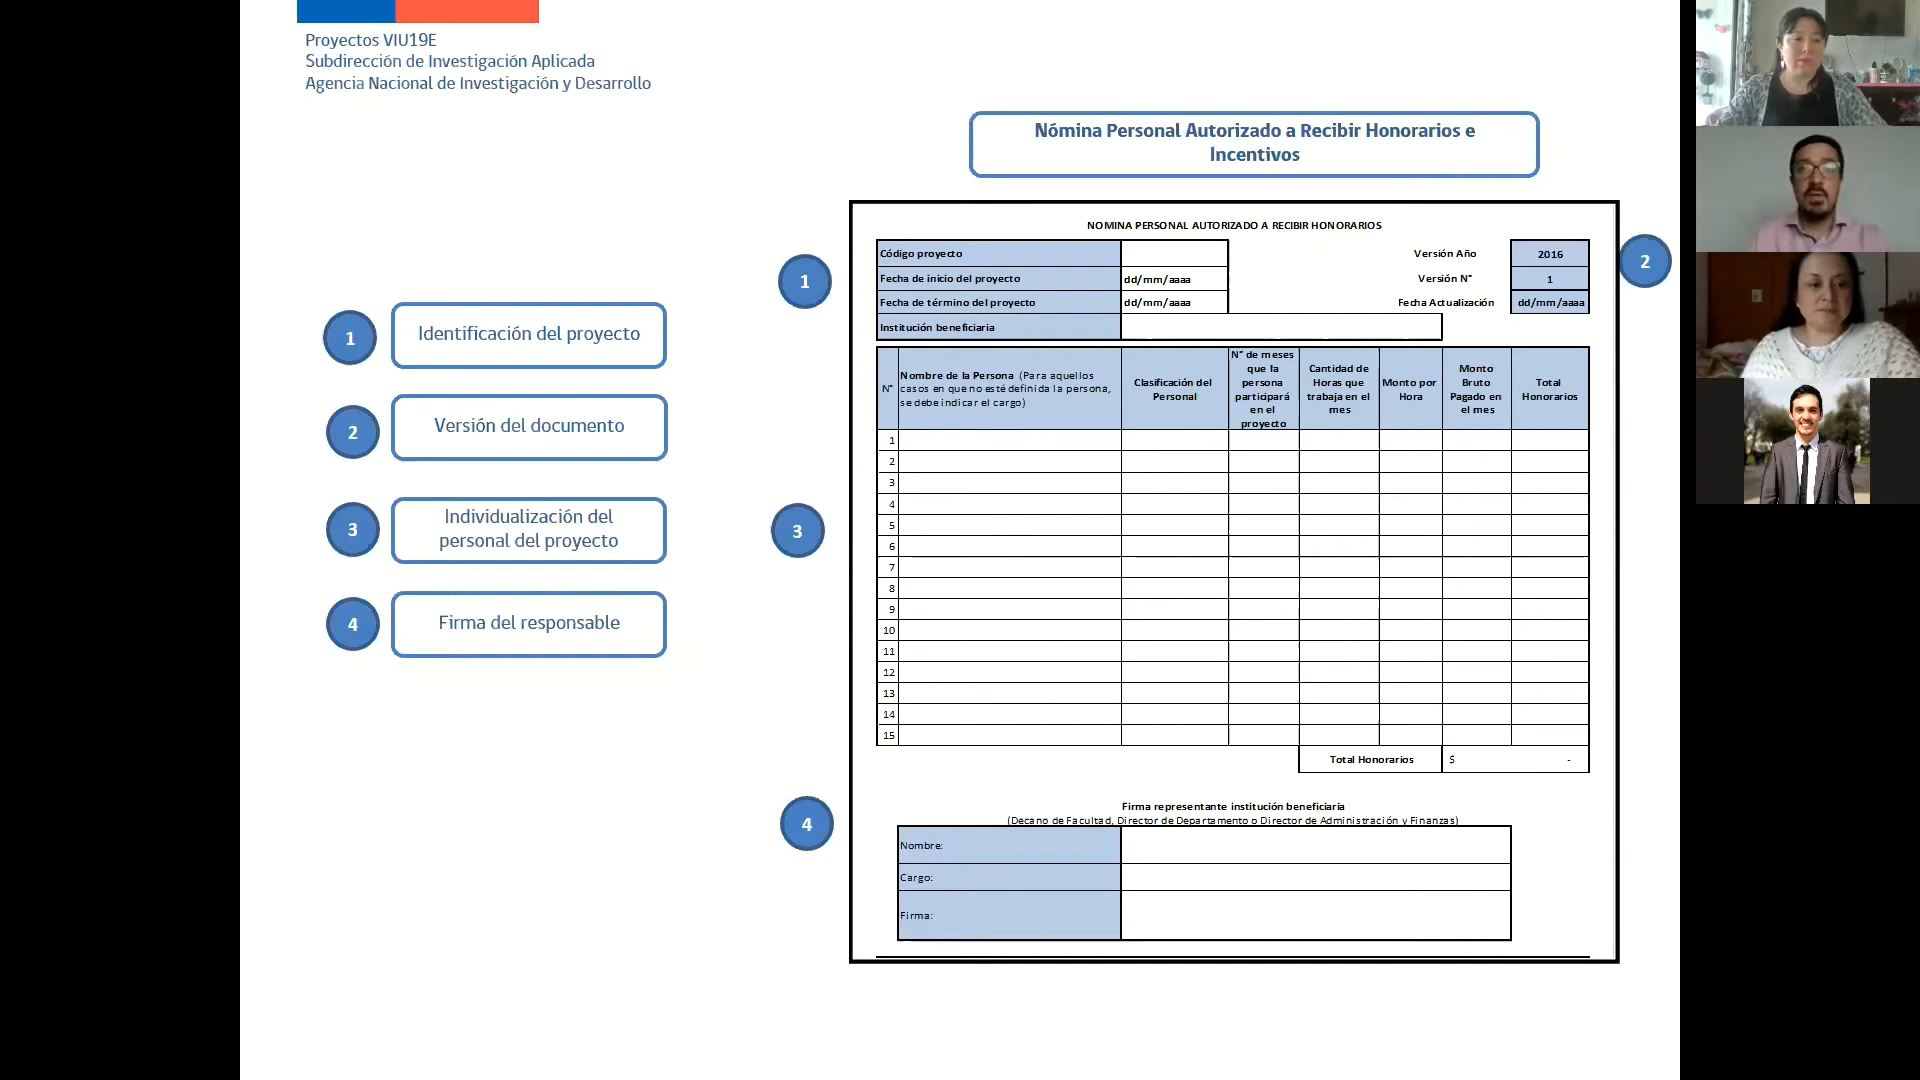 Proyectos VIU19E
Subdirección de Investigación Aplicada
Agencia Nacional de Investigación y Desarrollo
Nómina Personal Autorizado a Recibir Honorarios e
Incentivos
1
Identificación del proyecto
2
Versión del documento
3
Individualización del
personal del proyecto
4
Firma del responsable
1
2
3
4
NOMINA PERSONAL AUTORIZADO A RECIBIR HONORARIOS
Código proyecto
Versión Año 2016
Fecha de inicio del proyecto dd/mm/aaaa
Versión N° 1
Fecha de término del proyecto dd/mm/aaaa
Fecha Actualización dd/mm/aaaa
Institución beneficiaria
N°
Nombre de la Persona (Para aquellos
casos en que no esté definida la persona,
se debe indicar el cargo)
Clasificación del
Personal
N° de meses
que la
persona
participará
en el
proyecto
Cantidad de
Horas que
trabaja en el
mes
Monto por
Hora
Monto
Bruto
Pagado en
el mes
Total
Honorarios
1
2
3
4
5
6
7
8
9
10
11
12
13
14
15
Total Honorarios $ -
Firma representante institución beneficiaria
(Decano de Facultad, Director de Departamento o Director de Administración y Finanzas)
Nombre:
Cargo:
Firma: